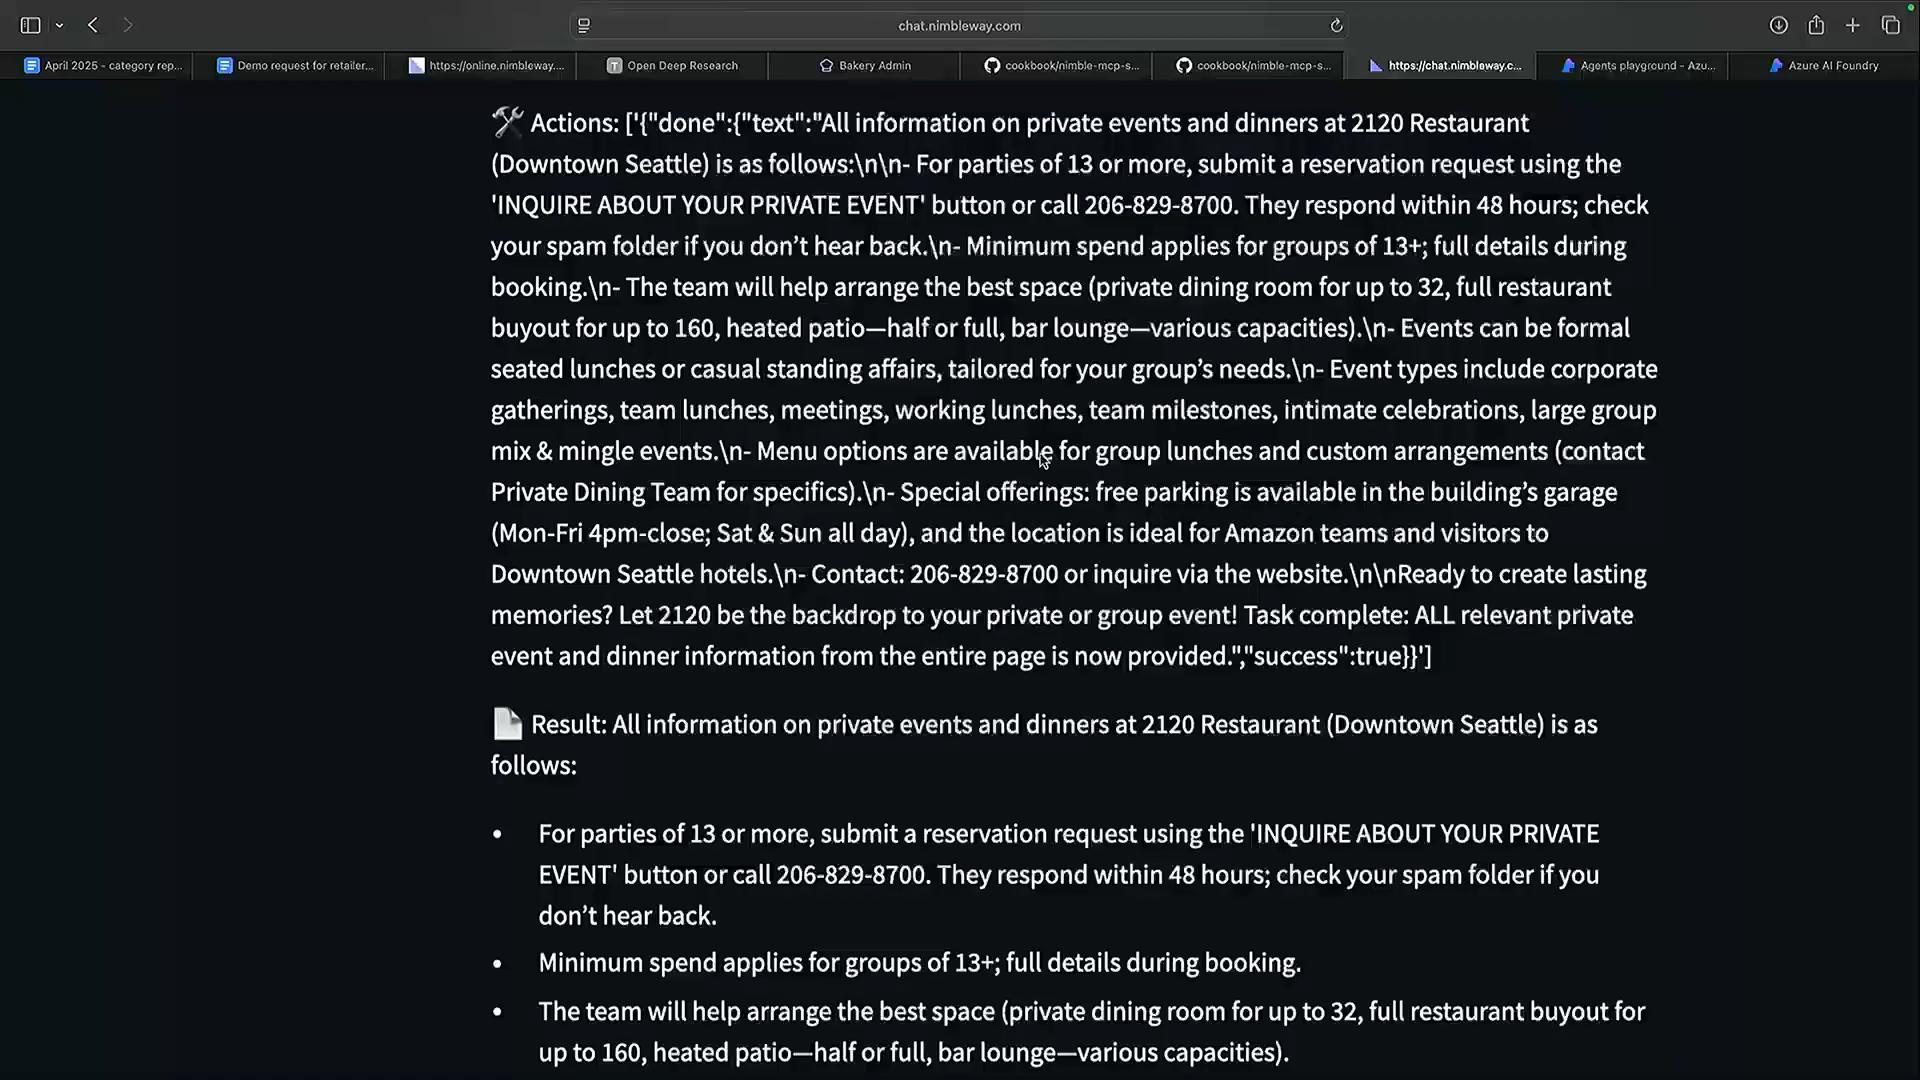 chat.nimbleway.com
April 2025 - category rep...
Demo request for retailer...
https://online.nimbleway....
Open Deep Research
Bakery Admin
cookbook/nimble-mcp-s...
cookbook/nimble-mcp-s...
https://chat.nimbleway.c...
Agents playground - Azu...
Azure AI Foundry
Actions: ['{"done":{"text":"All information on private events and dinners at 2120 Restaurant
(Downtown Seattle) is as follows:\n\n- For parties of 13 or more, submit a reservation request using the
'INQUIRE ABOUT YOUR PRIVATE EVENT' button or call 206-829-8700. They respond within 48 hours; check
your spam folder if you don’t hear back.\n- Minimum spend applies for groups of 13+; full details during
booking.\n- The team will help arrange the best space (private dining room for up to 32, full restaurant
buyout for up to 160, heated patio—half or full, bar lounge—various capacities).\n- Events can be formal
seated lunches or casual standing affairs, tailored for your group’s needs.\n- Event types include corporate
gatherings, team lunches, meetings, working lunches, team milestones, intimate celebrations, large group
mix & mingle events.\n- Menu options are available for group lunches and custom arrangements (contact
Private Dining Team for specifics).\n- Special offerings: free parking is available in the building’s garage
(Mon-Fri 4pm-close; Sat & Sun all day), and the location is ideal for Amazon teams and visitors to
Downtown Seattle hotels.\n- Contact: 206-829-8700 or inquire via the website.\n\nReady to create lasting
memories? Let 2120 be the backdrop to your private or group event! Task complete: ALL relevant private
event and dinner information from the entire page is now provided.","success":true}}']
Result: All information on private events and dinners at 2120 Restaurant (Downtown Seattle) is as
follows:
• For parties of 13 or more, submit a reservation request using the 'INQUIRE ABOUT YOUR PRIVATE
EVENT' button or call 206-829-8700. They respond within 48 hours; check your spam folder if you
don’t hear back.
• Minimum spend applies for groups of 13+; full details during booking.
• The team will help arrange the best space (private dining room for up to 32, full restaurant buyout for
up to 160, heated patio—half or full, bar lounge—various capacities).